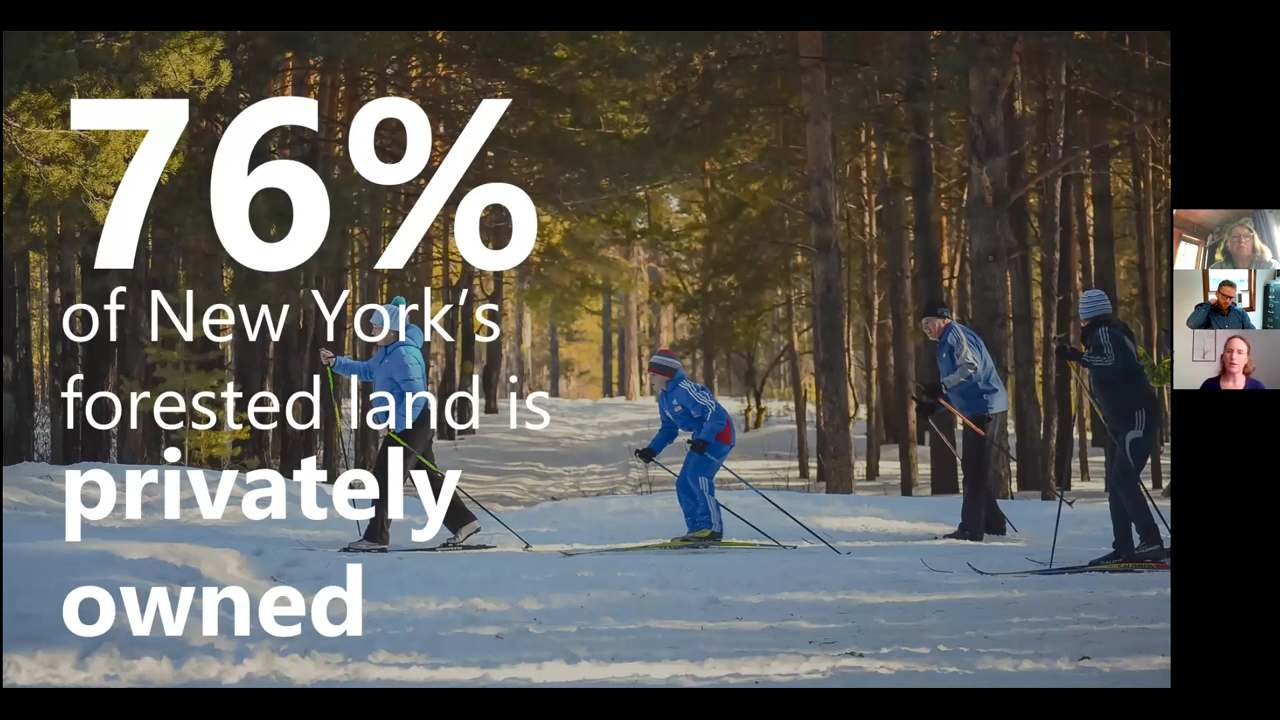 76%
of New York’s
forested land is
privately
owned